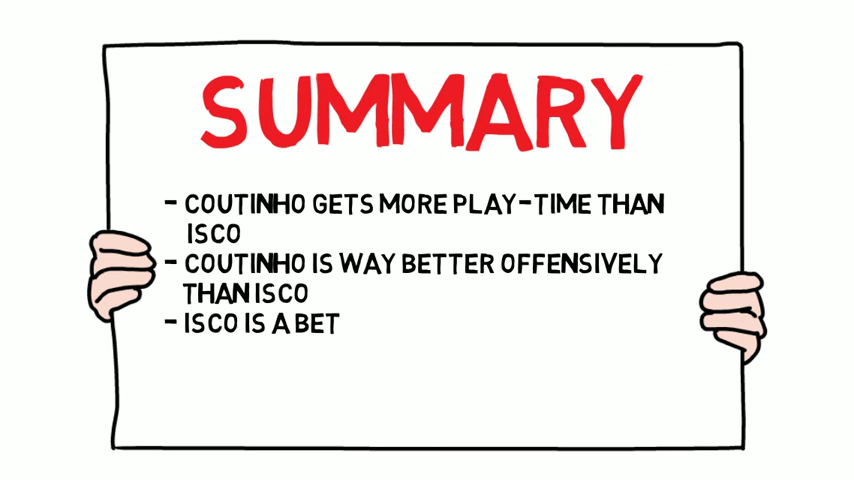 SUMMARY
- COUTINHO GETS MORE PLAY-TIME THAN
ISCO
- COUTINHO IS WAY BETTER OFFENSIVELY
THAN ISCO
- ISCO IS A BET